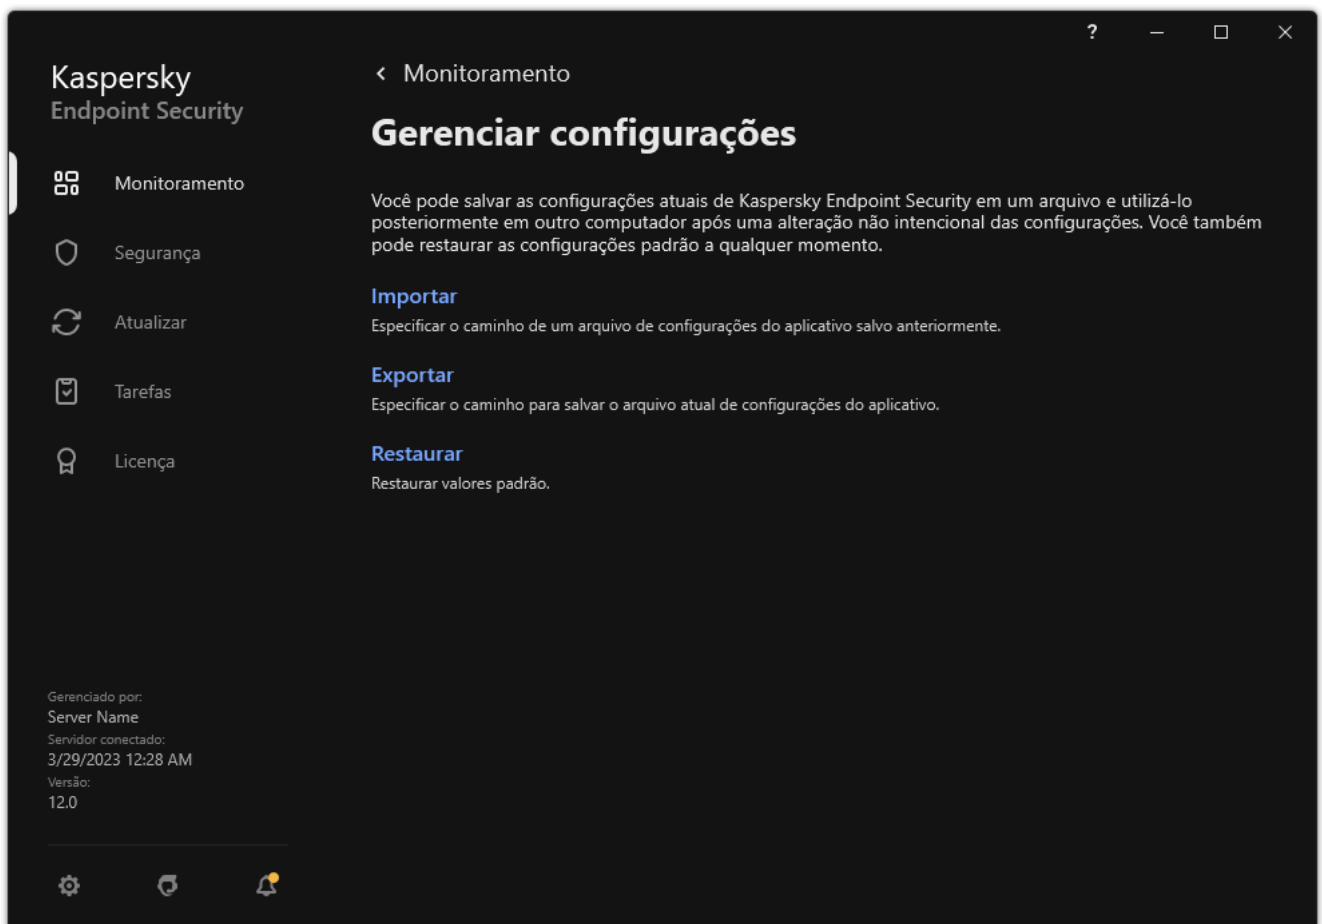 ?
Kaspersky
Endpoint Security
Monitoramento
Segurança
Atualizar
Tarefas
Licença
Gerenciado por:
Server Name
Servidor conectado:
3/29/2023 12:28 AM
Versão:
12.0
Monitoramento
Gerenciar configurações
Você pode salvar as configurações atuais de Kaspersky Endpoint Security em um arquivo e utilizá-lo
posteriormente em outro computador após uma alteração não intencional das configurações. Você também
pode restaurar as configurações padrão a qualquer momento.
Importar
Especificar o caminho de um arquivo de configurações do aplicativo salvo anteriormente.
Exportar
Especificar o caminho para salvar o arquivo atual de configurações do aplicativo.
Restaurar
Restaurar valores padrão.